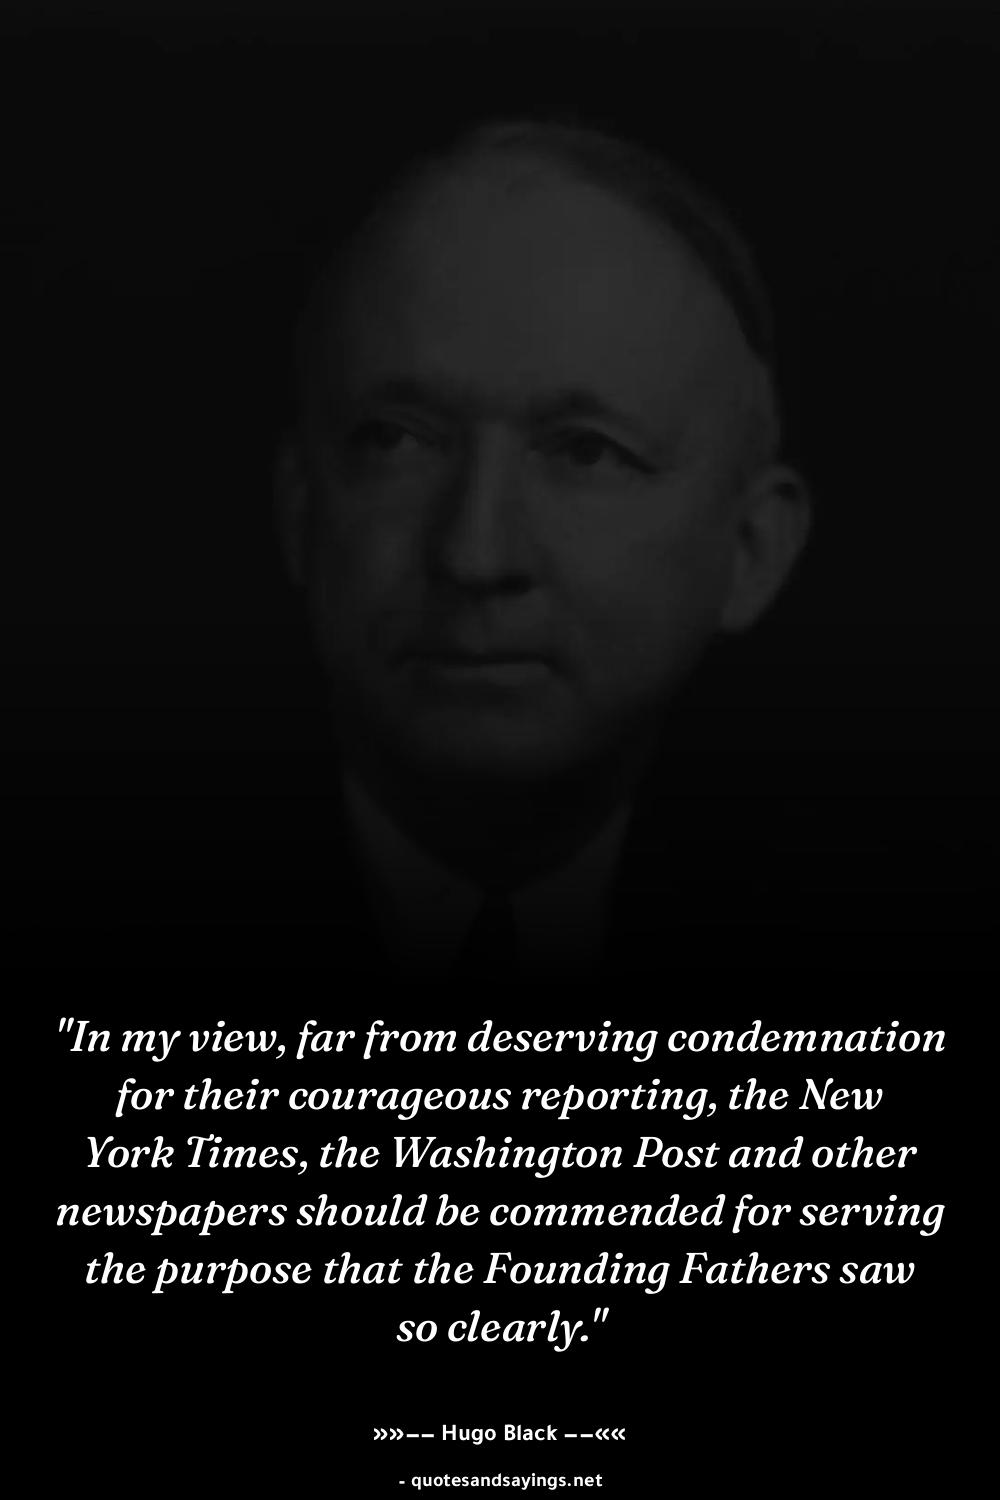 "In my view, far from deserving condemnation
for their courageous reporting, the New
York Times, the Washington Post and other
newspapers should be commended for serving
the purpose that the Founding Fathers saw
so clearly."
»»–– Hugo Black ––««
- quotesandsayings.net